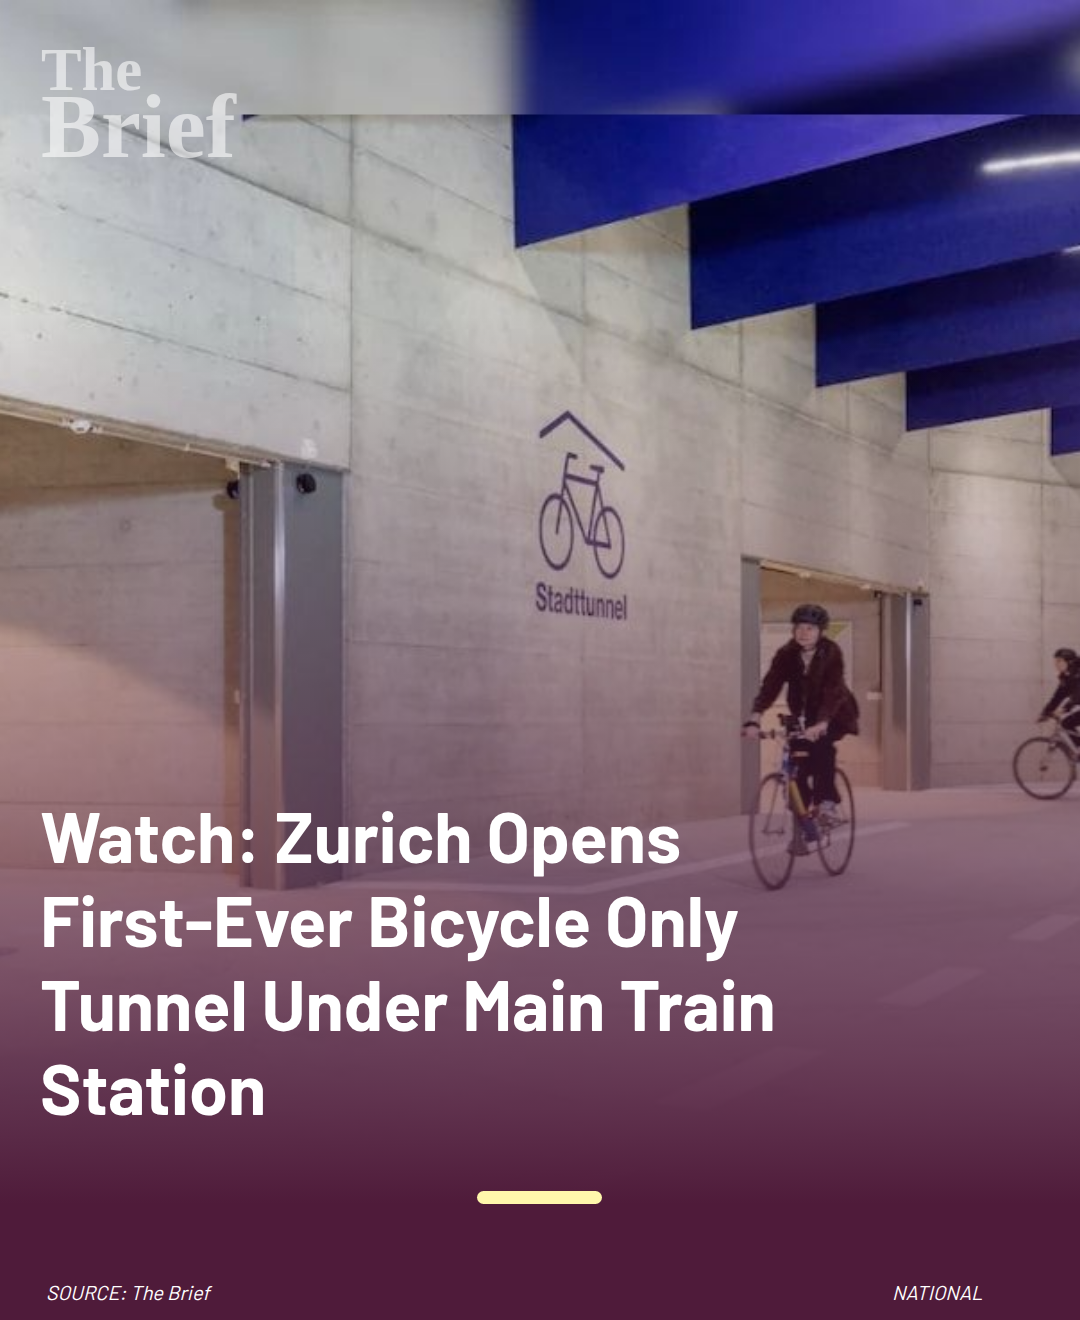 The
Brief
Stadttunnel
Watch: Zurich Opens
First-Ever Bicycle Only
Tunnel Under Main Train
Station
SOURCE: The Brief
NATIONAL